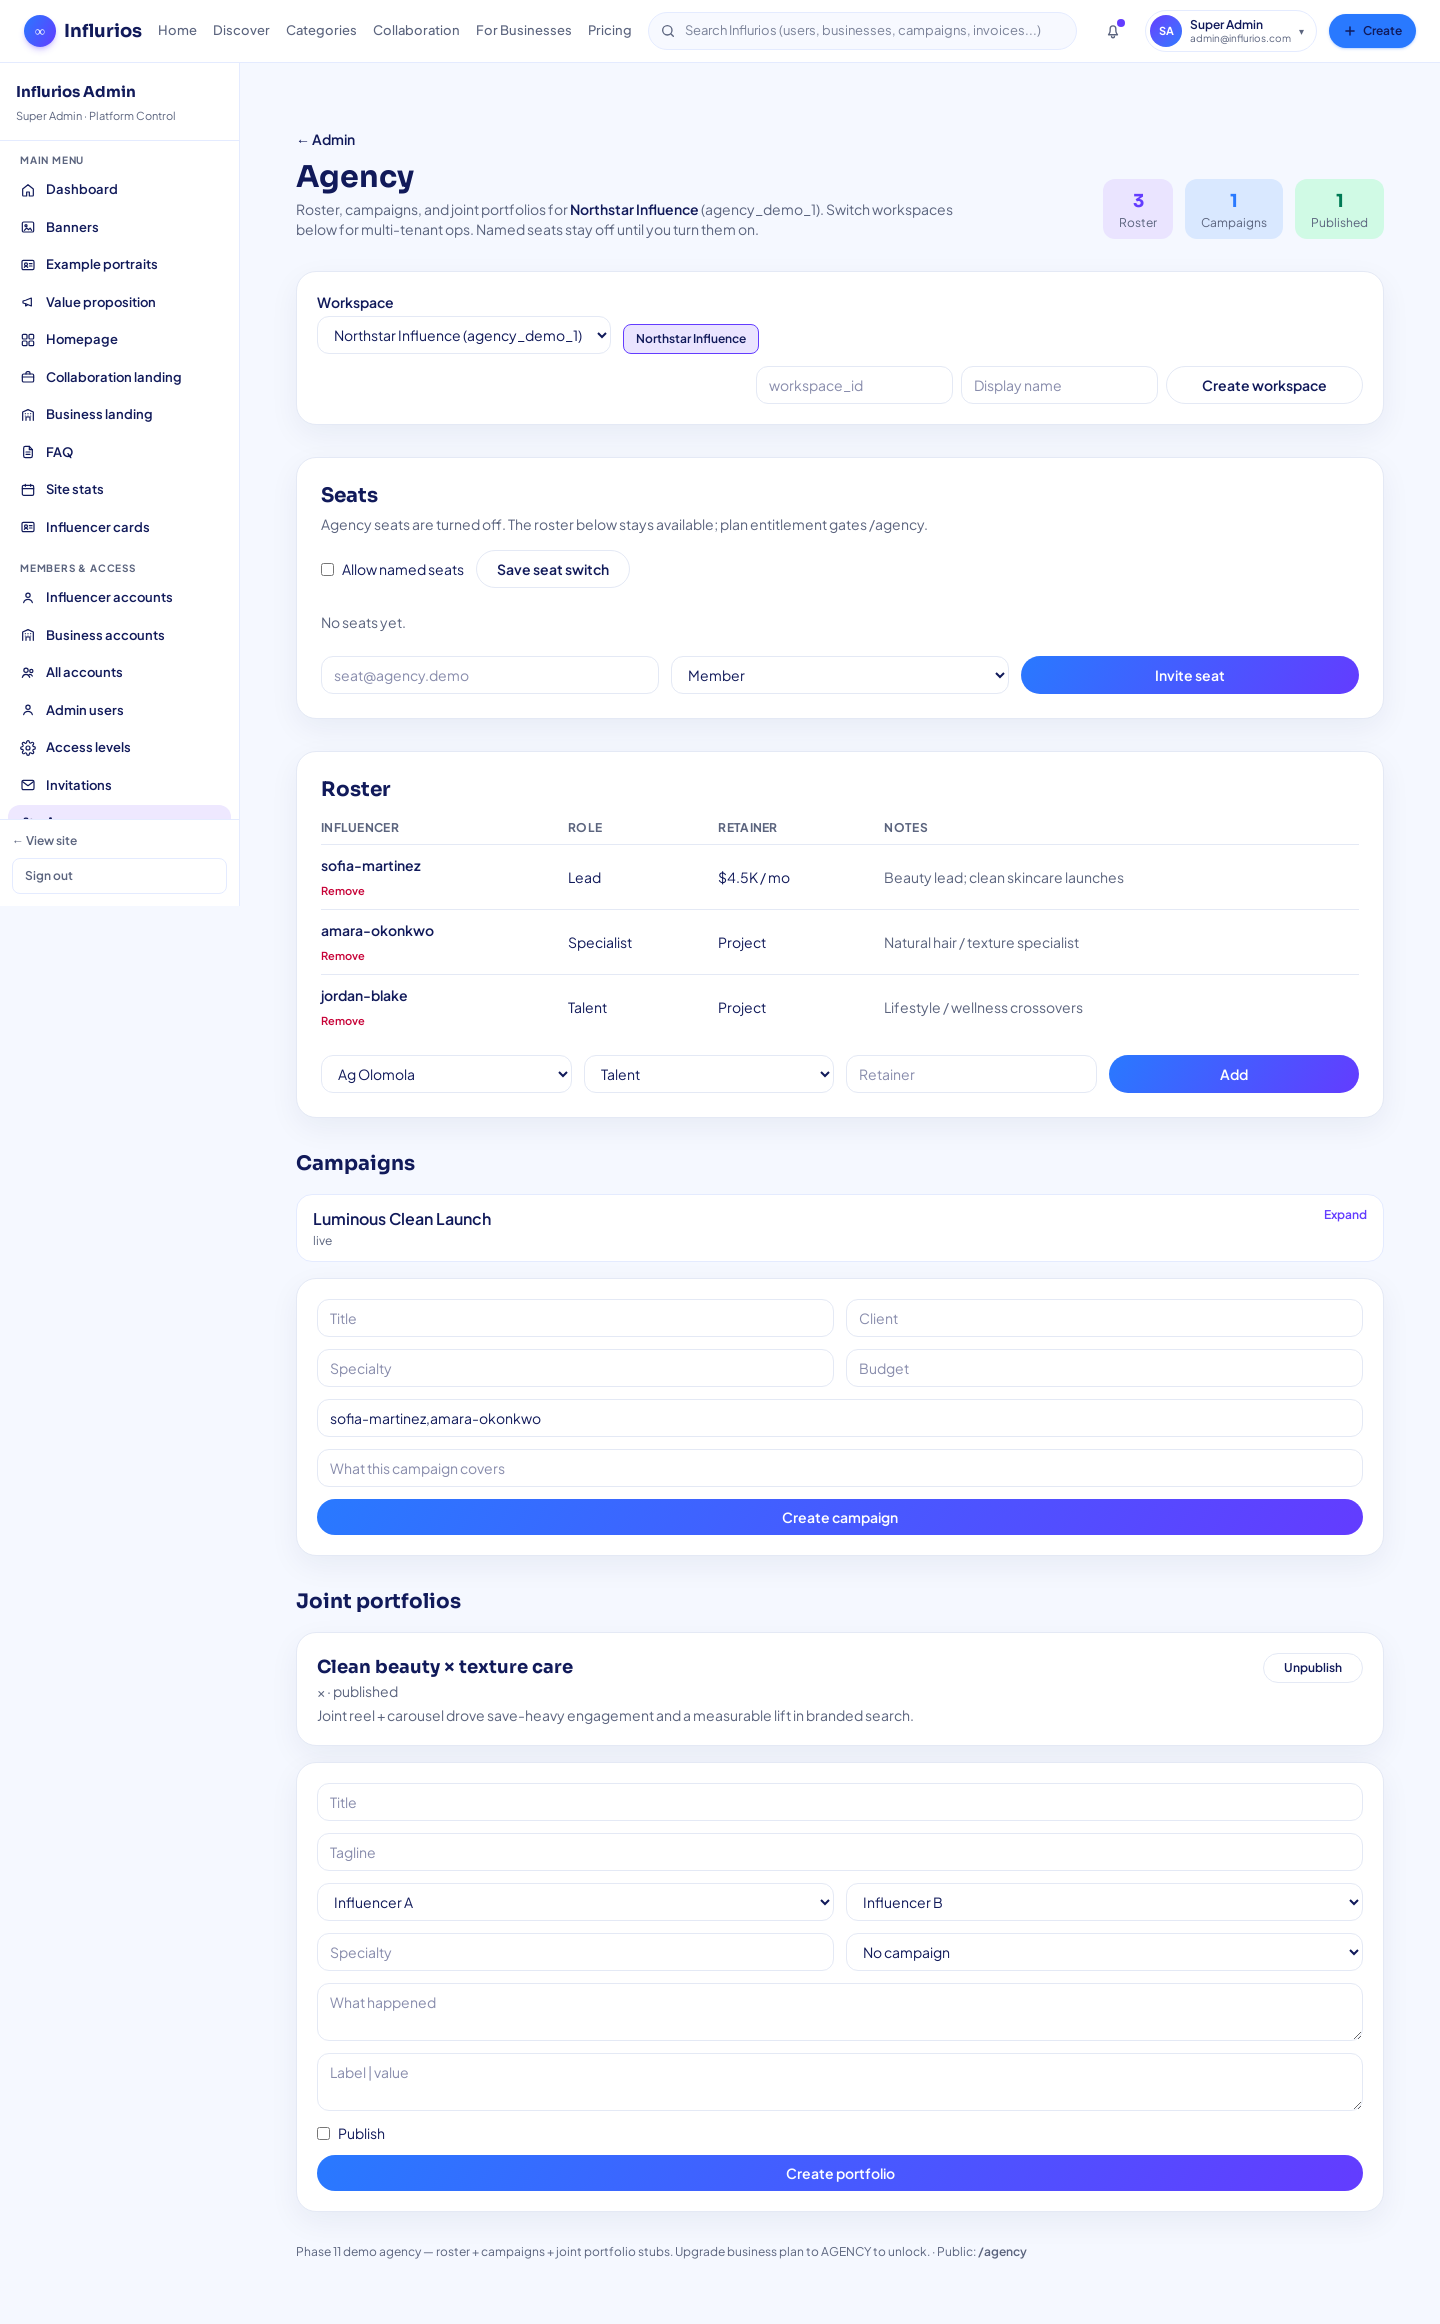 ∞ Influrios Home Discover Categories Collaboration For Businesses Pricing Search Influrios (users, businesses, campaigns, invoices...) SA Super Admin ▾ + Create
admin@influrios.com
Influrios Admin
Super Admin · Platform Control
MAIN MENU
Dashboard
Banners
Example portraits
Value proposition
Homepage
Collaboration landing
Business landing
FAQ
Site stats
Influencer cards
MEMBERS & ACCESS
Influencer accounts
Business accounts
All accounts
Admin users
Access levels
Invitations
← View site
Sign out
← Admin
Agency
Roster, campaigns, and joint portfolios for Northstar Influence (agency_demo_1). Switch workspaces
below for multi-tenant ops. Named seats stay off until you turn them on.
3 1 1
Roster Campaigns Published
Workspace
Northstar Influence (agency_demo_1) Northstar Influence
workspace_id Display name Create workspace
Seats
Agency seats are turned off. The roster below stays available; plan entitlement gates /agency.
Allow named seats Save seat switch
No seats yet.
seat@agency.demo Member Invite seat
Roster
INFLUENCER ROLE RETAINER NOTES
sofia-martinez
Remove
Lead $4.5K / mo Beauty lead; clean skincare launches
amara-okonkwo
Remove
Specialist Project Natural hair / texture specialist
jordan-blake
Remove
Talent Project Lifestyle / wellness crossovers
Ag Olomola Talent Retainer Add
Campaigns
Luminous Clean Launch Expand
live
Title Client
Specialty Budget
sofia-martinez,amara-okonkwo
What this campaign covers
Create campaign
Joint portfolios
Clean beauty × texture care Unpublish
× · published
Joint reel + carousel drove save-heavy engagement and a measurable lift in branded search.
Title
Tagline
Influencer A Influencer B
Specialty No campaign
What happened
Label | value
Publish
Create portfolio
Phase 11 demo agency — roster + campaigns + joint portfolio stubs. Upgrade business plan to AGENCY to unlock. · Public: /agency